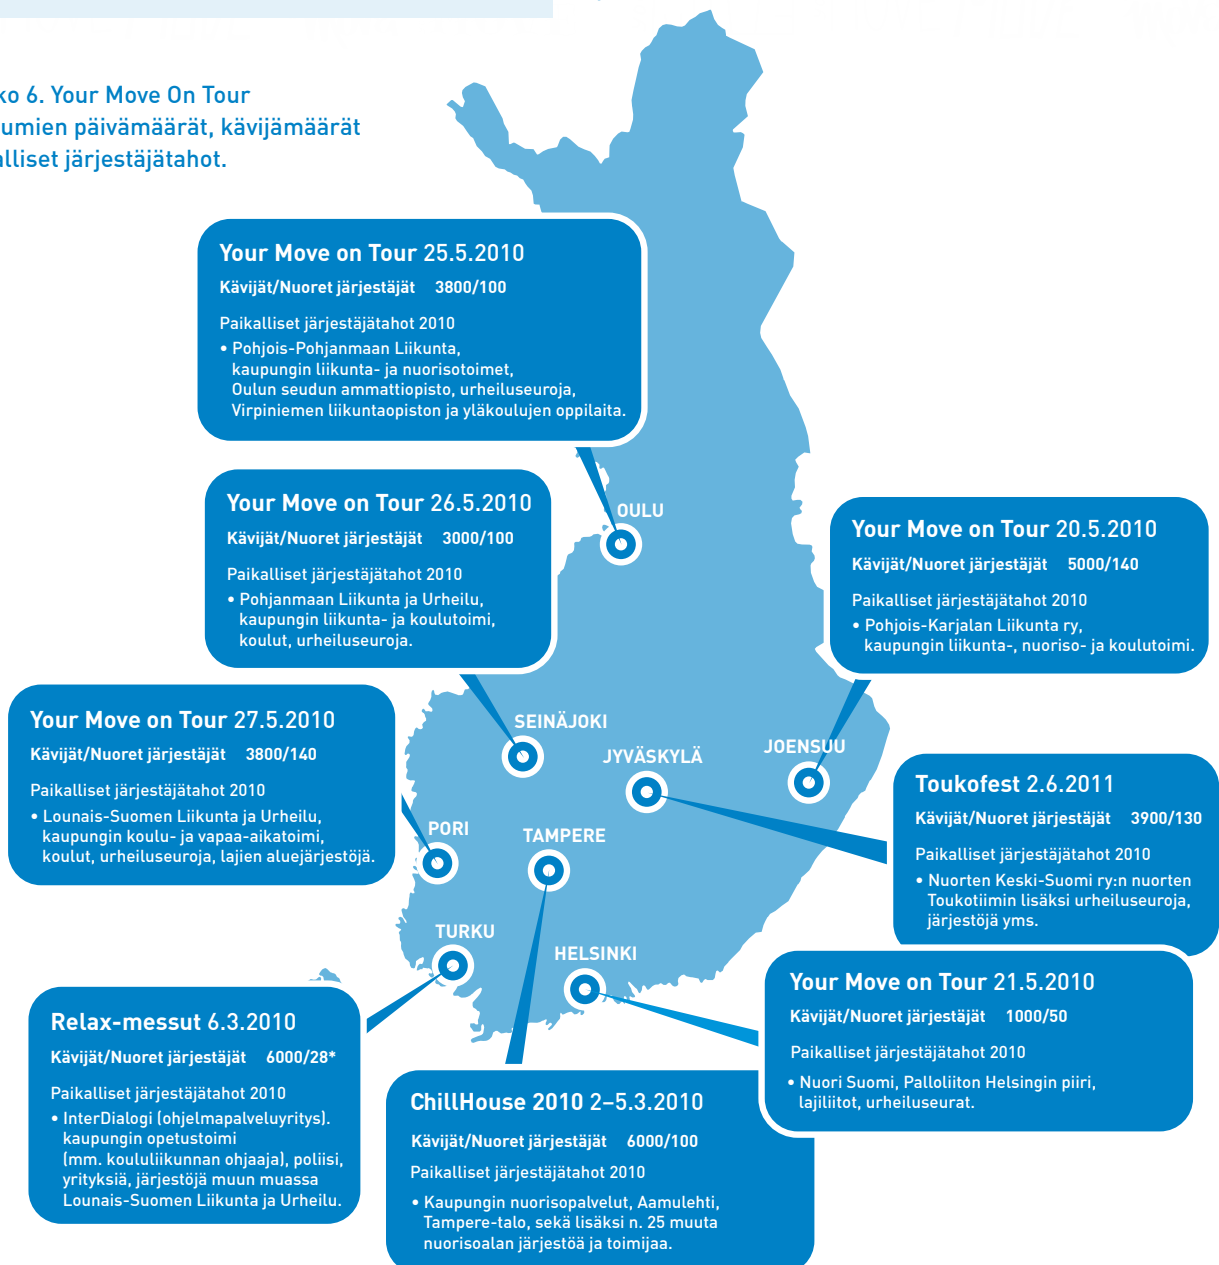 ko 6. Your Move On Tour
umien päivämäärät, kävijämäärät
alliset järjestäjätahot.
Your Move on Tour 25.5.2010
Kävijät/Nuoret järjestäjät 3800/100
Paikalliset järjestäjätahot 2010
• Pohjois-Pohjanmaan Liikunta,
kaupungin liikunta- ja nuorisotoimet,
Oulun seudun ammattiopisto, urheiluseuroja,
Virpiniemen liikuntaopiston ja yläkoulujen oppilaita.
OULU
Your Move on Tour 26.5.2010
Kävijät/Nuoret järjestäjät 3000/100
Paikalliset järjestäjätahot 2010
• Pohjanmaan Liikunta ja Urheilu,
kaupungin liikunta- ja koulutoimi,
koulut, urheiluseuroja.
Your Move on Tour 20.5.2010
Kävijät/Nuoret järjestäjät 5000/140
Paikalliset järjestäjätahot 2010
• Pohjois-Karjalan Liikunta ry,
kaupungin liikunta-, nuoriso- ja koulutoimi.
Your Move on Tour 27.5.2010
Kävijät/Nuoret järjestäjät 3800/140
Paikalliset järjestäjätahot 2010
• Lounais-Suomen Liikunta ja Urheilu,
kaupungin koulu- ja vapaa-aikatoimi,
koulut, urheiluseuroja, lajien aluejärjestöjä.
SEINÄJOKI
JYVÄSKYLÄ
JOENSUU
PORI
TAMPERE
Toukofest 2.6.2011
Kävijät/Nuoret järjestäjät 3900/130
Paikalliset järjestäjätahot 2010
• Nuorten Keski-Suomi ry:n nuorten
Toukotiimin lisäksi urheiluseuroja,
järjestöjä yms.
TURKU
HELSINKI
Your Move on Tour 21.5.2010
Kävijät/Nuoret järjestäjät 1000/50
Paikalliset järjestäjätahot 2010
• Nuori Suomi, Palloliiton Helsingin piiri,
lajiliitot, urheiluseurat.
Relax-messut 6.3.2010
Kävijät/Nuoret järjestäjät 6000/28*
Paikalliset järjestäjätahot 2010
• InterDialogi (ohjelmapalveluyritys).
kaupungin opetustoimi
(mm. koululiikunnan ohjaaja), poliisi,
yrityksiä, järjestöjä muun muassa
Lounais-Suomen Liikunta ja Urheilu.
ChillHouse 2010 2–5.3.2010
Kävijät/Nuoret järjestäjät 6000/100
Paikalliset järjestäjätahot 2010
• Kaupungin nuorisopalvelut, Aamulehti,
Tampere-talo, sekä lisäksi n. 25 muuta
nuorisoalan järjestöä ja toimijaa.